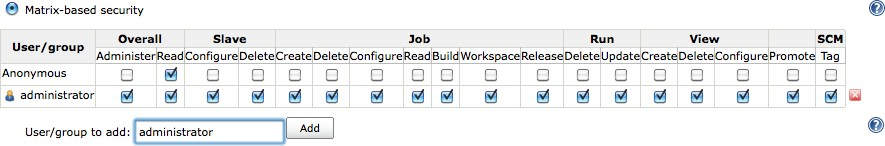 Matrix-based security
User/group Overall Slave Job Run View SCM
Administer Read Configure Delete Create Delete Configure Read Build Workspace Release Delete Update Create Delete Configure Promote Tag
Anonymous
administrator
User/group to add: administrator Add